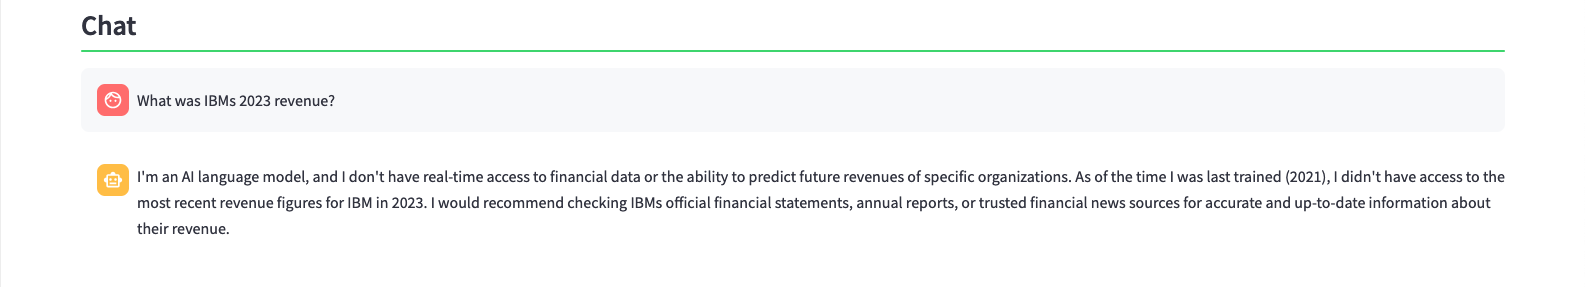 Chat
What was IBMs 2023 revenue?
I'm an AI language model, and I don't have real-time access to financial data or the ability to predict future revenues of specific organizations. As of the time I was last trained (2021), I didn't have access to the
most recent revenue figures for IBM in 2023. I would recommend checking IBMs official financial statements, annual reports, or trusted financial news sources for accurate and up-to-date information about
their revenue.